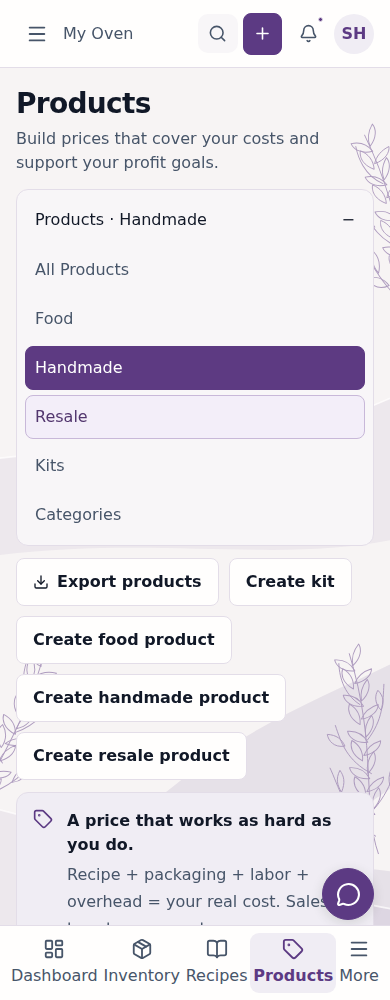 My Oven
SH
Products
Build prices that cover your costs and
support your profit goals.
Products · Handmade
All Products
Food
Handmade
Resale
Kits
Categories
Export products
Create kit
Create food product
Create handmade product
Create resale product
A price that works as hard as
you do.
Recipe + packaging + labor +
overhead = your real cost. Sales
Dashboard
Inventory
Recipes
Products
More